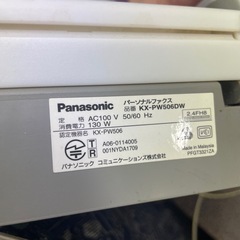 Panasonic
パーソナルファクス
品番 KX-PW506DW
定格 AC100 V 50/60 Hz
消費電力 130 W
2.4FHB
認定機器名 KX-PW506
T A06-0114005
R 001NYDA1709
パナソニック コミュニケーションズ株式会社
Made in Malaysia
PFGT3321ZA